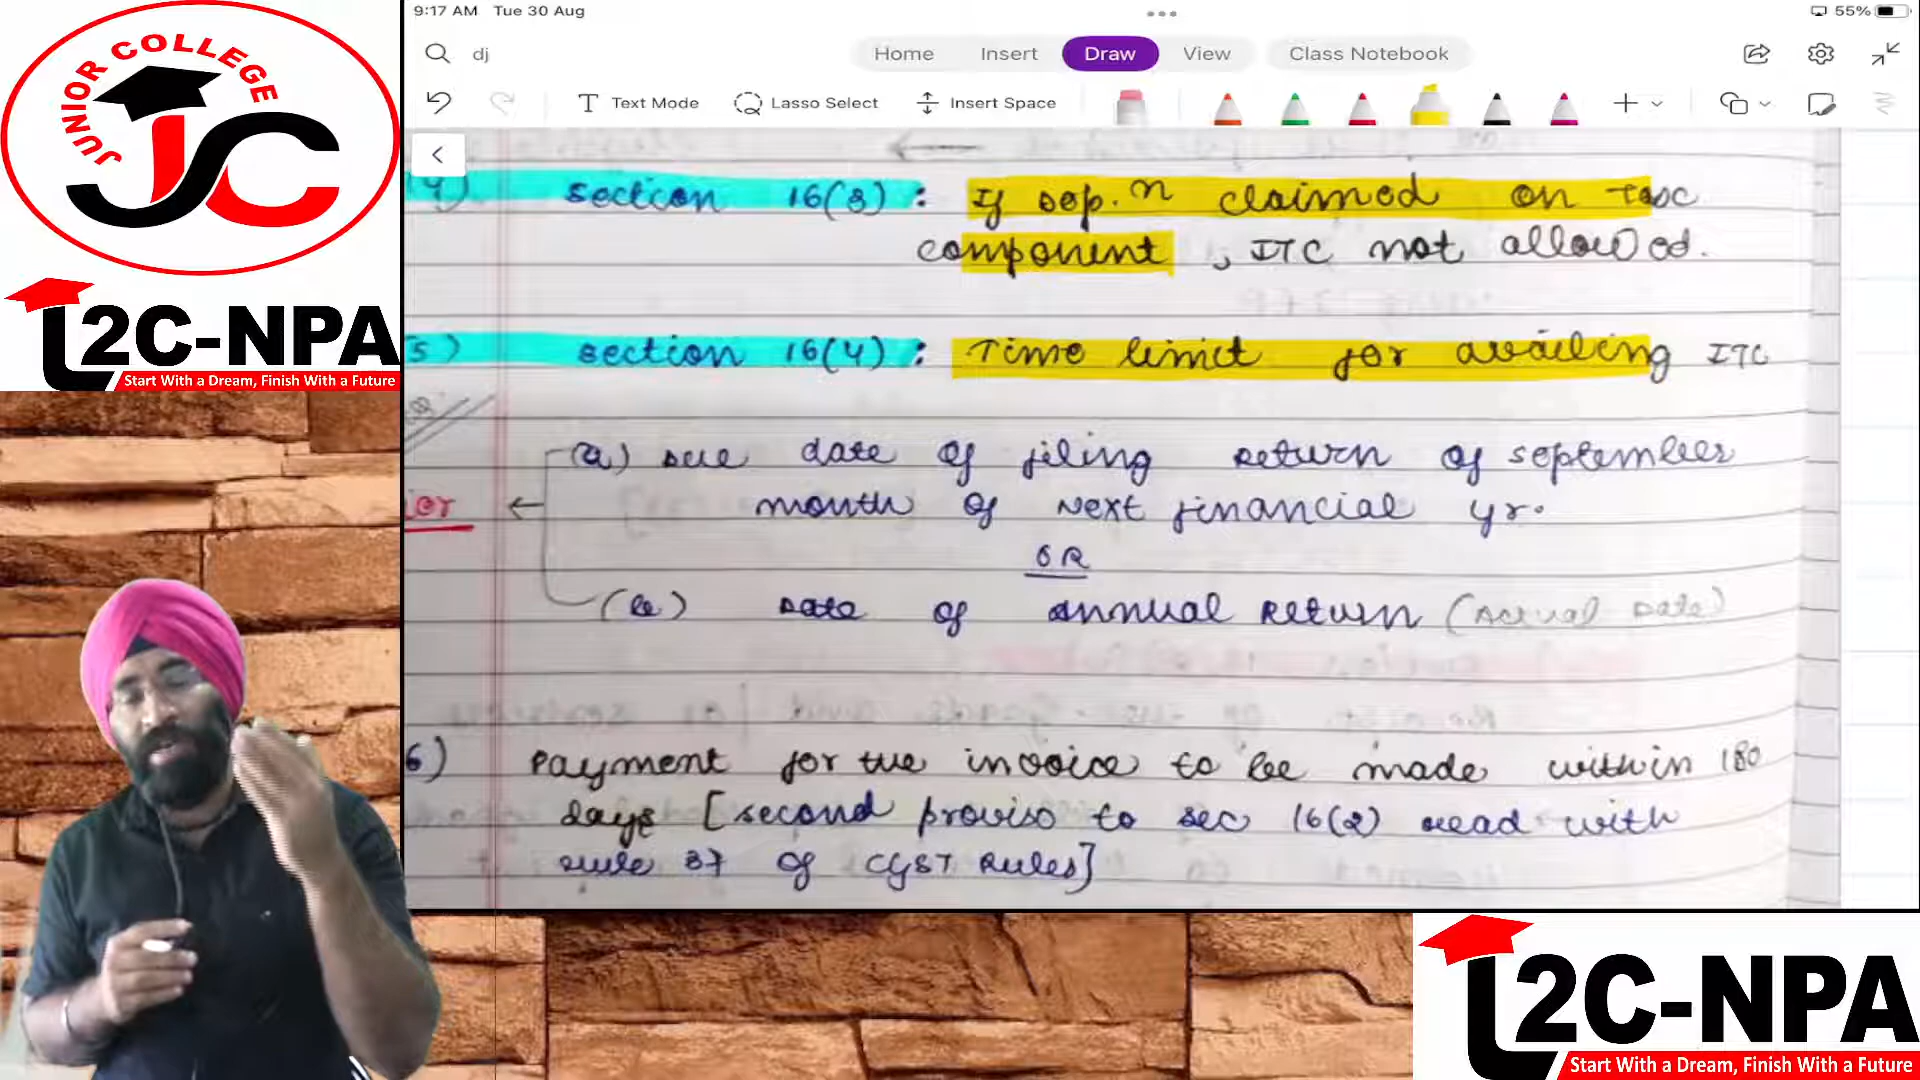 9:17 AM Tue 30 Aug
55%
dj
Home Insert Draw View Class Notebook
Text Mode Lasso Select Insert Space
JUNIOR COLLEGE
JC
L2C-NPA
Start With a Dream, Finish With a Future
4) Section 16(3): If dep.n claimed on Tax
component, ITC not allowed.
5) section 16(4): Time limit for availing ITC
(a) Due date of filing return of september
month of Next financial yr.
OR
(b) Date of annual Return (Actual Date)
6) Payment for the invoice to be made within 180
days [second proviso to sec 16(2) read with
rule 37 of CGST Rules]
L2C-NPA
Start With a Dream, Finish With a Future